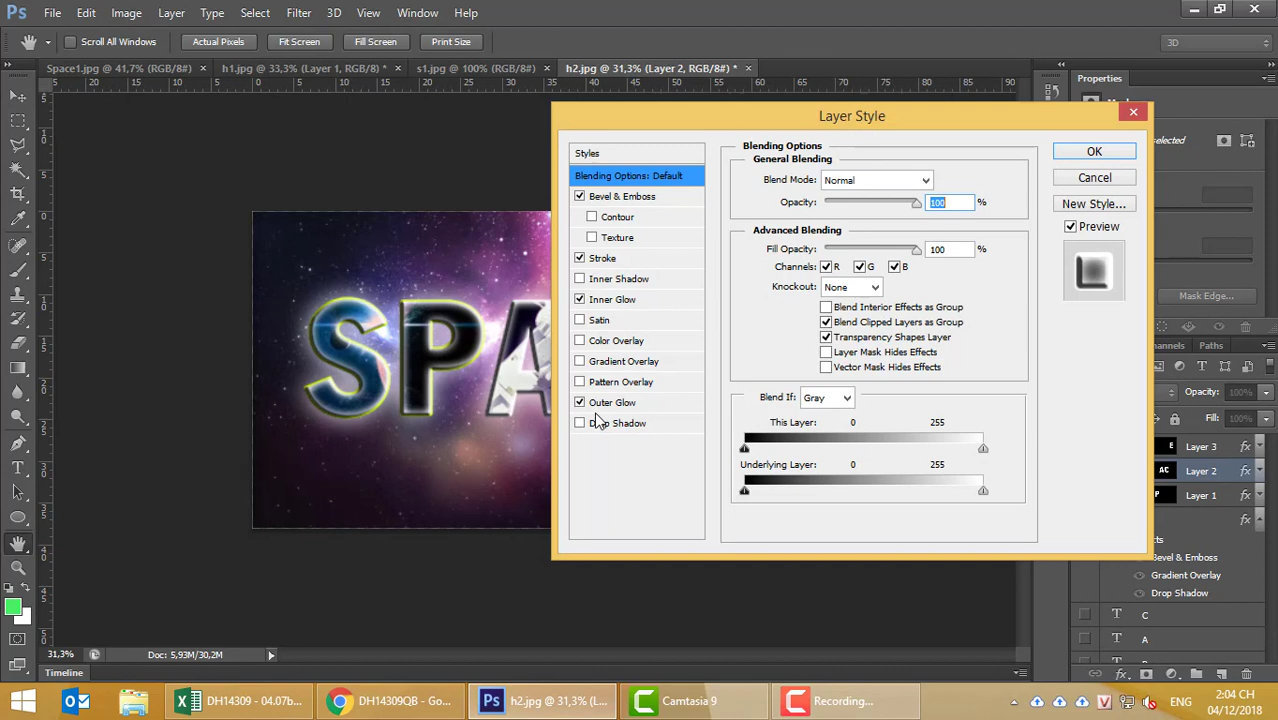 Ps File Edit Image Layer Type Select Filter 3D View Window Help
Scroll All Windows Actual Pixels Fit Screen Fill Screen Print Size 3D
Space1.jpg @ 41,7% (RGB/8#) × h1.jpg @ 33,3% (Layer 1, RGB/8) * × s1.jpg @ 100% (RGB/8#) × h2.jpg @ 31,3% (Layer 2, RGB/8#) * × Properties
Layer Style
selected
Styles
Blending Options: Default
Bevel & Emboss
Contour
Texture
Stroke
Inner Shadow
Inner Glow
Satin
Color Overlay
Gradient Overlay
Pattern Overlay
Outer Glow
Drop Shadow
Blending Options
General Blending
Blend Mode: Normal
Opacity: 100 %
Advanced Blending
Fill Opacity: 100 %
Channels: R G B
Knockout: None
Blend Interior Effects as Group
Blend Clipped Layers as Group
Transparency Shapes Layer
Layer Mask Hides Effects
Vector Mask Hides Effects
Blend If: Gray
This Layer: 0 255
Underlying Layer: 0 255
OK
Cancel
New Style...
Preview
Mask Edge...
Paths
Opacity:
Fill:
E Layer 3 fx
AC Layer 2 fx
P Layer 1 fx
Bevel & Emboss
Gradient Overlay
Drop Shadow
T C
T A
SPA
31,3% Doc: 5,93M/30,2M
Timeline
DH14309 - 04.07b... DH14309QB - Go... h2.jpg @ 31,3% (L... Camtasia 9 Recording... ENG 2:04 CH
04/12/2018